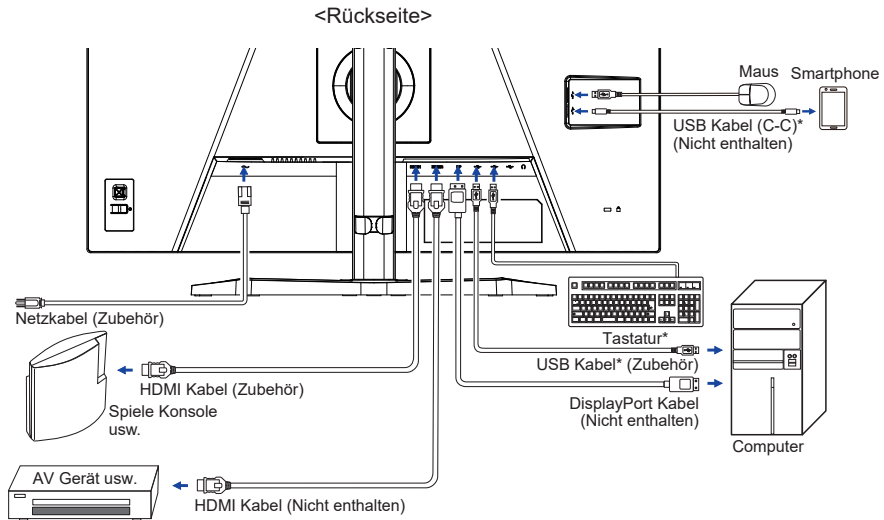 <Rückseite>
Maus
Smartphone
USB Kabel (C-C)*
(Nicht enthalten)
Netzkabel (Zubehör)
Tastatur*
USB Kabel* (Zubehör)
HDMI Kabel (Zubehör)
DisplayPort Kabel
(Nicht enthalten)
Spiele Konsole
usw.
Computer
AV Gerät usw.
HDMI Kabel (Nicht enthalten)